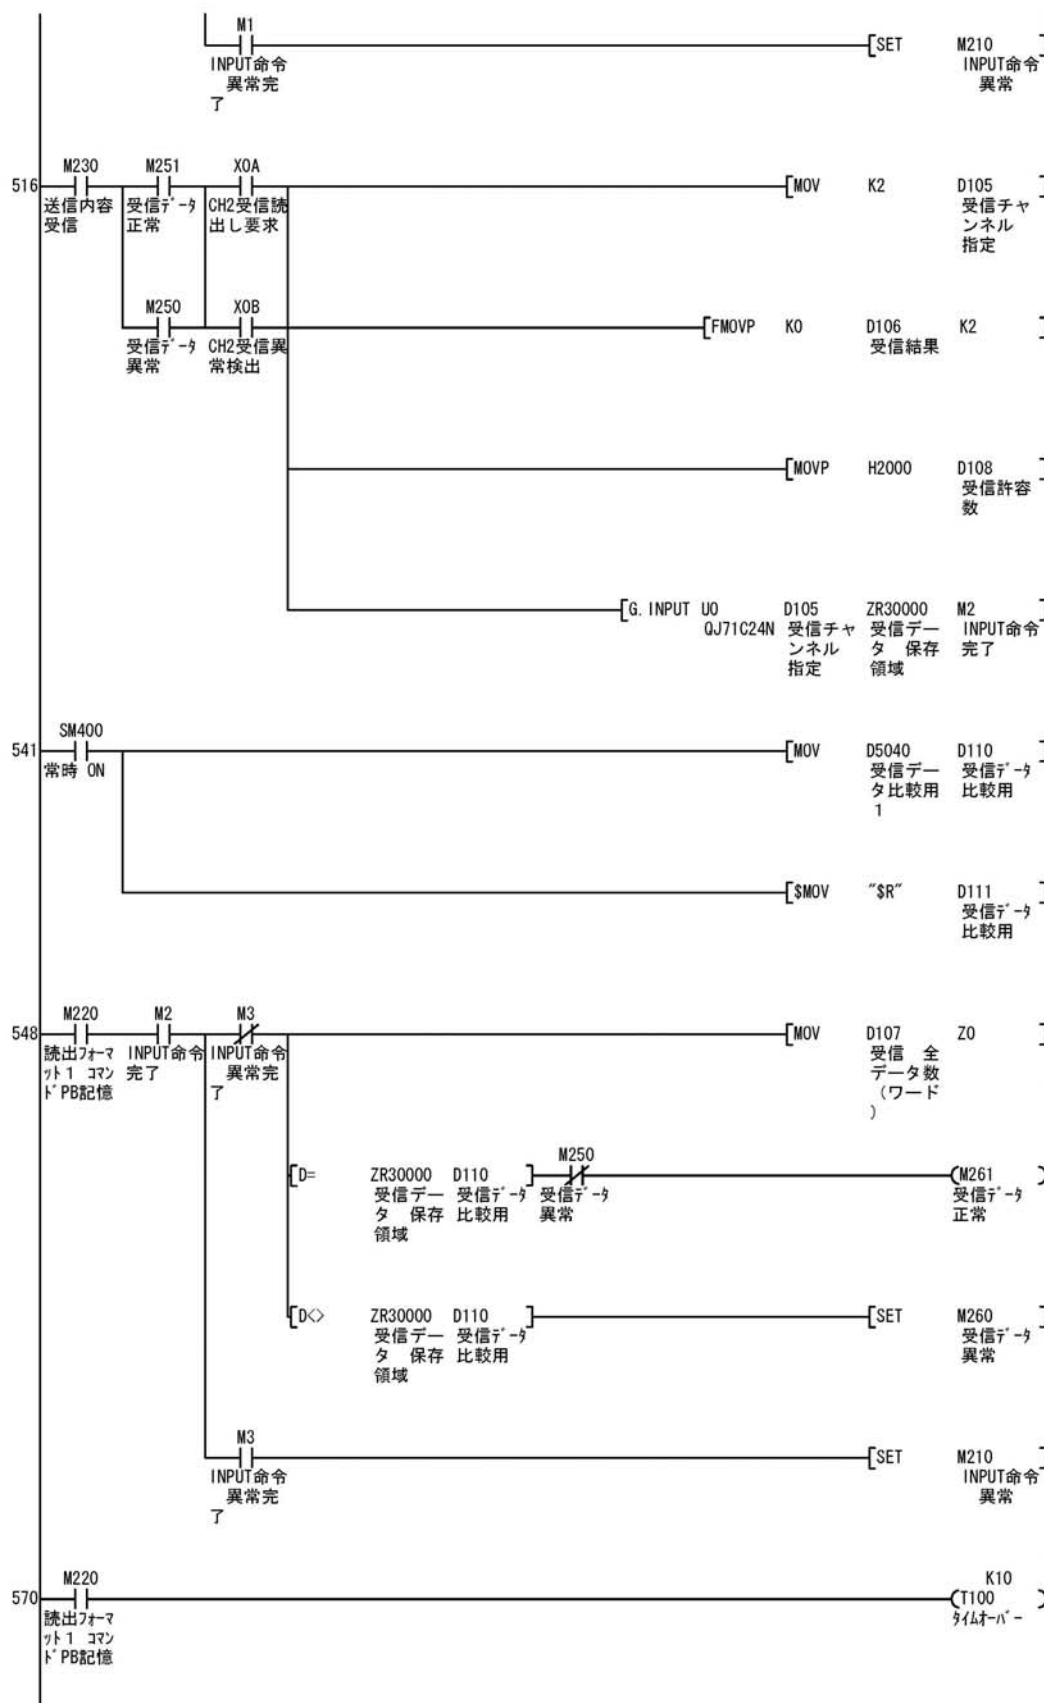 M1
INPUT命令
異常完
了
[SET M210 ]
INPUT命令
異常
516 M230 M251 X0A [MOV K2 D105 ]
送信内容
受信
受信ﾃﾞｰﾀ
正常
CH2受信読
出し要求
受信チャ
ンネル
指定
M250 X0B [FMOVP K0 D106 K2 ]
受信ﾃﾞｰﾀ
異常
CH2受信異
常検出
受信結果
[MOVP H2000 D108 ]
受信許容
数
[G.INPUT U0 D105 ZR30000 M2 ]
QJ71C24N
受信チャ
ンネル
指定
受信デー
タ 保存
領域
INPUT命令
完了
541 SM400 [MOV D5040 D110 ]
常時 ON
受信デー
タ比較用
1
受信ﾃﾞｰﾀ
比較用
[$MOV "$R" D111 ]
受信ﾃﾞｰﾀ
比較用
548 M220 M2 M3 [MOV D107 Z0 ]
読出ﾌｫｰﾏ
ｯﾄ1 ｺﾏﾝ
ﾄﾞPB記憶
INPUT命令
完了
INPUT命令
異常完
了
受信 全
データ数
(ワード
)
[D= ZR30000 D110 ] M250 (M261 )
受信デー
タ 保存
領域
受信ﾃﾞｰﾀ
比較用
受信ﾃﾞｰﾀ
異常
受信ﾃﾞｰﾀ
正常
[D<> ZR30000 D110 ] [SET M260 ]
受信デー
タ 保存
領域
受信ﾃﾞｰﾀ
比較用
受信ﾃﾞｰﾀ
異常
M3 [SET M210 ]
INPUT命令
異常完
了
INPUT命令
異常
570 M220 K10
(T100 )
読出ﾌｫｰﾏ
ｯﾄ1 ｺﾏﾝ
ﾄﾞPB記憶
ﾀｲﾑｵｰﾊﾞｰ